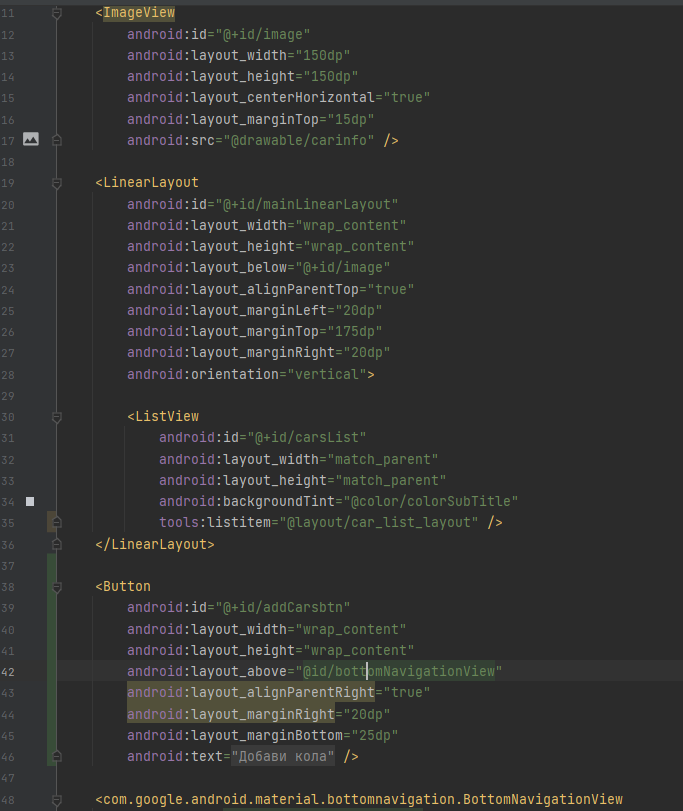 11 <ImageView
12 android:id="@+id/image"
13 android:layout_width="150dp"
14 android:layout_height="150dp"
15 android:layout_centerHorizontal="true"
16 android:layout_marginTop="15dp"
17 android:src="@drawable/carinfo" />
18
19 <LinearLayout
20 android:id="@+id/mainLinearLayout"
21 android:layout_width="wrap_content"
22 android:layout_height="wrap_content"
23 android:layout_below="@+id/image"
24 android:layout_alignParentTop="true"
25 android:layout_marginLeft="20dp"
26 android:layout_marginTop="175dp"
27 android:layout_marginRight="20dp"
28 android:orientation="vertical">
29
30 <ListView
31 android:id="@+id/carsList"
32 android:layout_width="match_parent"
33 android:layout_height="match_parent"
34 android:backgroundTint="@color/colorSubTitle"
35 tools:listitem="@layout/car_list_layout" />
36 </LinearLayout>
37
38 <Button
39 android:id="@+id/addCarsbtn"
40 android:layout_width="wrap_content"
41 android:layout_height="wrap_content"
42 android:layout_above="@id/bottomNavigationView"
43 android:layout_alignParentRight="true"
44 android:layout_marginRight="20dp"
45 android:layout_marginBottom="25dp"
46 android:text="Добави кола" />
47
48 <com.google.android.material.bottomnavigation.BottomNavigationView